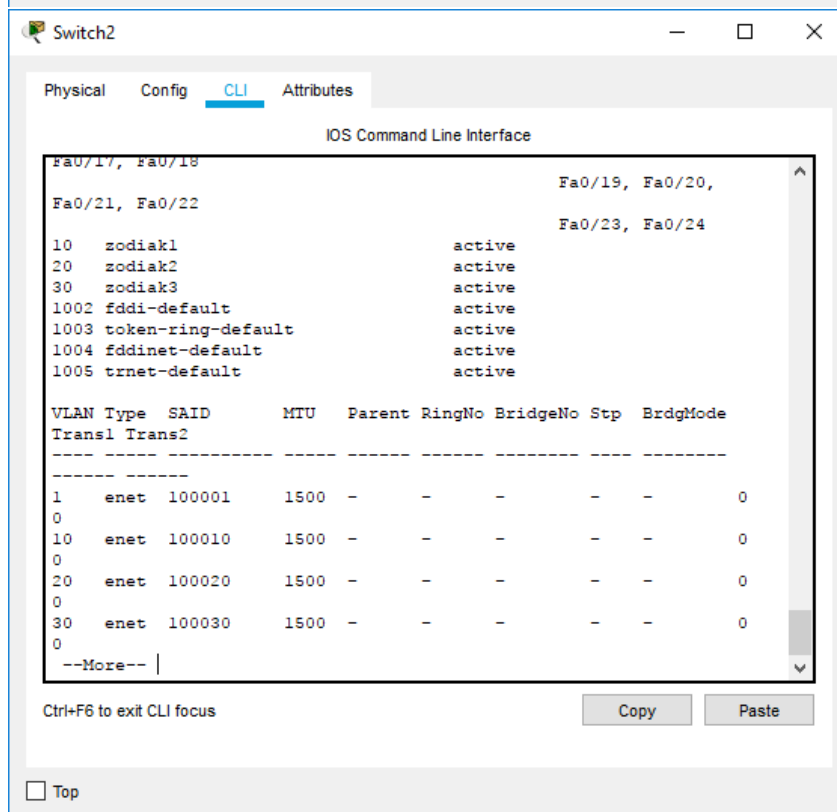 Switch2
Physical Config CLI Attributes
IOS Command Line Interface
Fa0/17, Fa0/18
Fa0/19, Fa0/20,
Fa0/21, Fa0/22
Fa0/23, Fa0/24
10 zodiak1 active
20 zodiak2 active
30 zodiak3 active
1002 fddi-default active
1003 token-ring-default active
1004 fddinet-default active
1005 trnet-default active
VLAN Type SAID MTU Parent RingNo BridgeNo Stp BrdgMode
Trans1 Trans2
---- ----- ---------- ----- ------ ------ -------- ---- --------
------ ------
1 enet 100001 1500 - - - - - 0
0
10 enet 100010 1500 - - - - - 0
0
20 enet 100020 1500 - - - - - 0
0
30 enet 100030 1500 - - - - - 0
0
--More--
Ctrl+F6 to exit CLI focus Copy Paste
Top